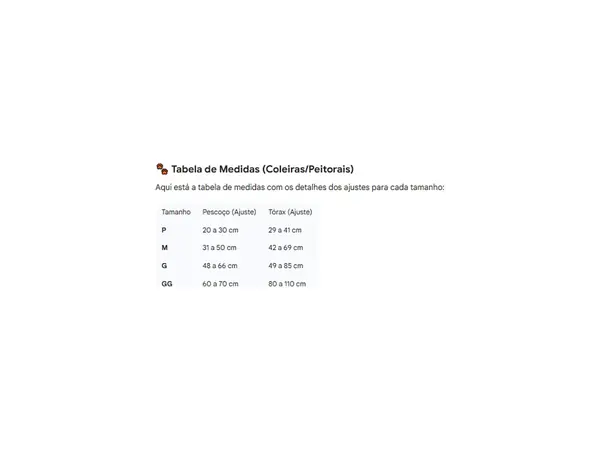 Tabela de Medidas (Coleiras/Peitorais)
Aqui está a tabela de medidas com os detalhes dos ajustes para cada tamanho:
Tamanho Pescoço (Ajuste) Tórax (Ajuste)
P 20 a 30 cm 29 a 41 cm
M 31 a 50 cm 42 a 69 cm
G 48 a 66 cm 49 a 85 cm
GG 60 a 70 cm 80 a 110 cm